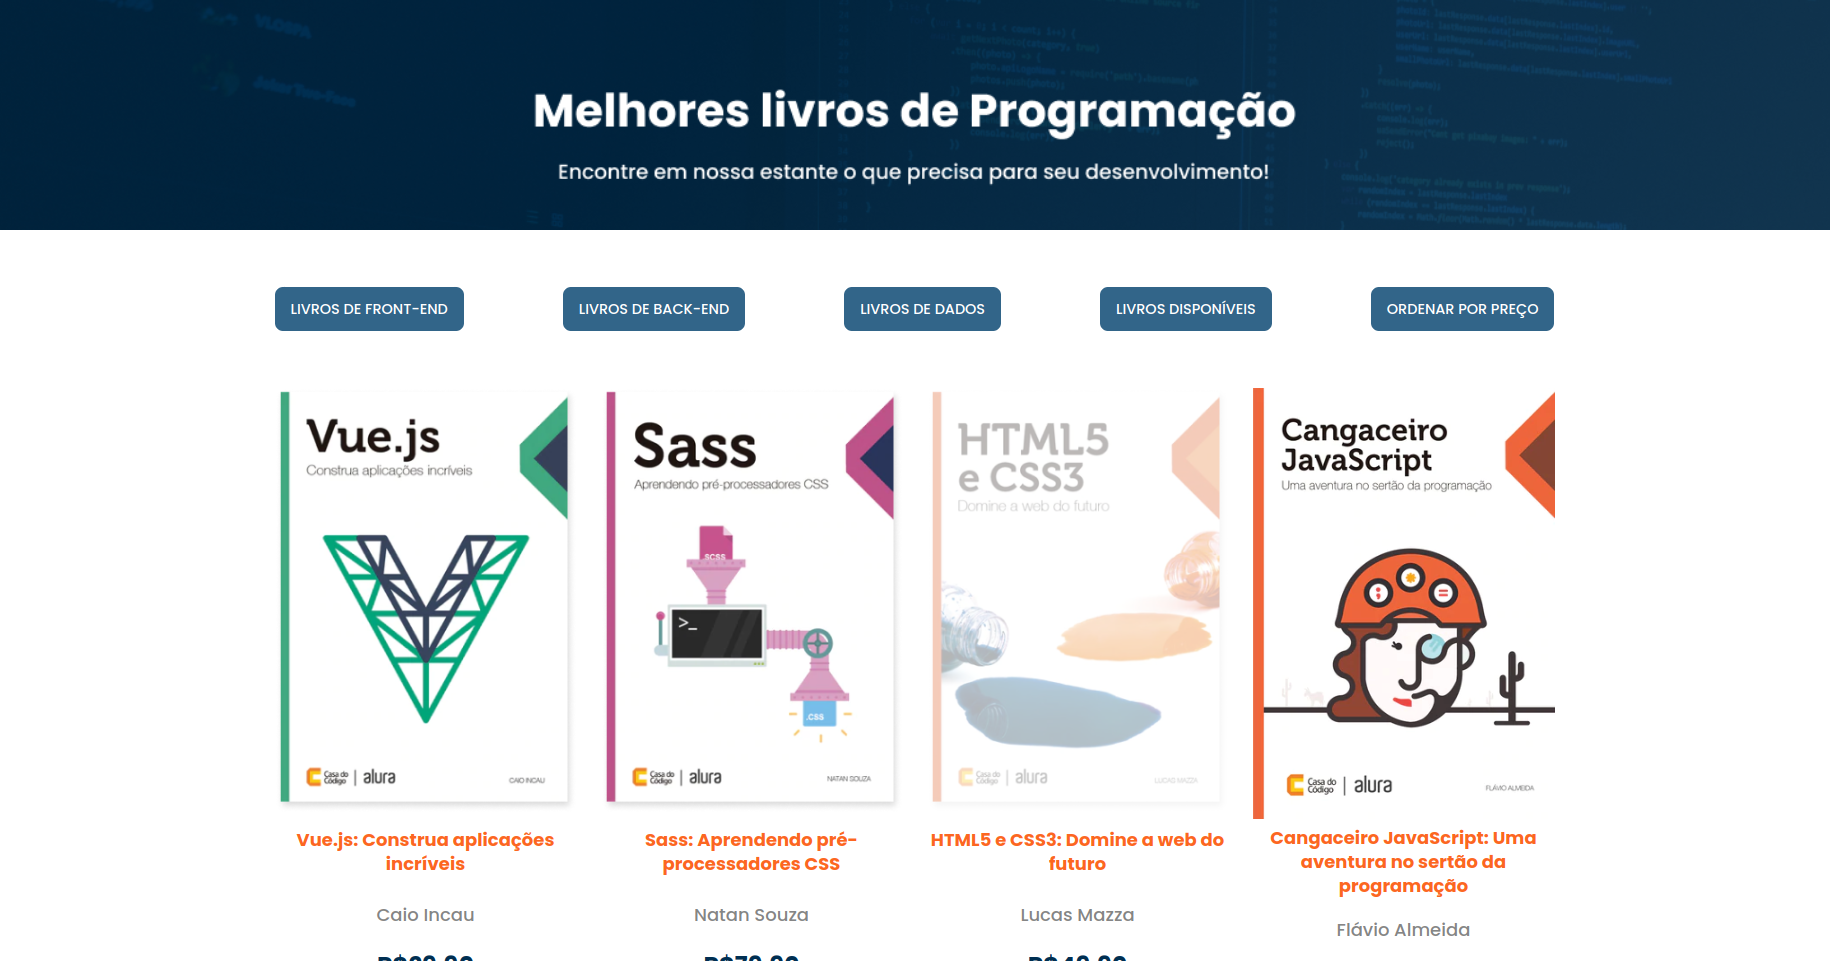 Melhores livros de Programação
Encontre em nossa estante o que precisa para seu desenvolvimento!
LIVROS DE FRONT-END
LIVROS DE BACK-END
LIVROS DE DADOS
LIVROS DISPONÍVEIS
ORDENAR POR PREÇO
Vue.js
Construa aplicações incríveis
Casa do
Código
alura
CAIO INCAU
Sass
Aprendendo pré-processadores CSS
SCSS
>_
.CSS
Casa do
Código
alura
NATAN SOUZA
HTML5
e CSS3
Domine a web do futuro
Casa do
Código
alura
LUCAS MAZZA
Cangaceiro
JavaScript
Uma aventura no sertão da programação
Casa do
Código
alura
FLÁVIO ALMEIDA
Vue.js: Construa aplicações
incríveis
Caio Incau
Sass: Aprendendo pré-
processadores CSS
Natan Souza
HTML5 e CSS3: Domine a web do
futuro
Lucas Mazza
Cangaceiro JavaScript: Uma
aventura no sertão da
programação
Flávio Almeida